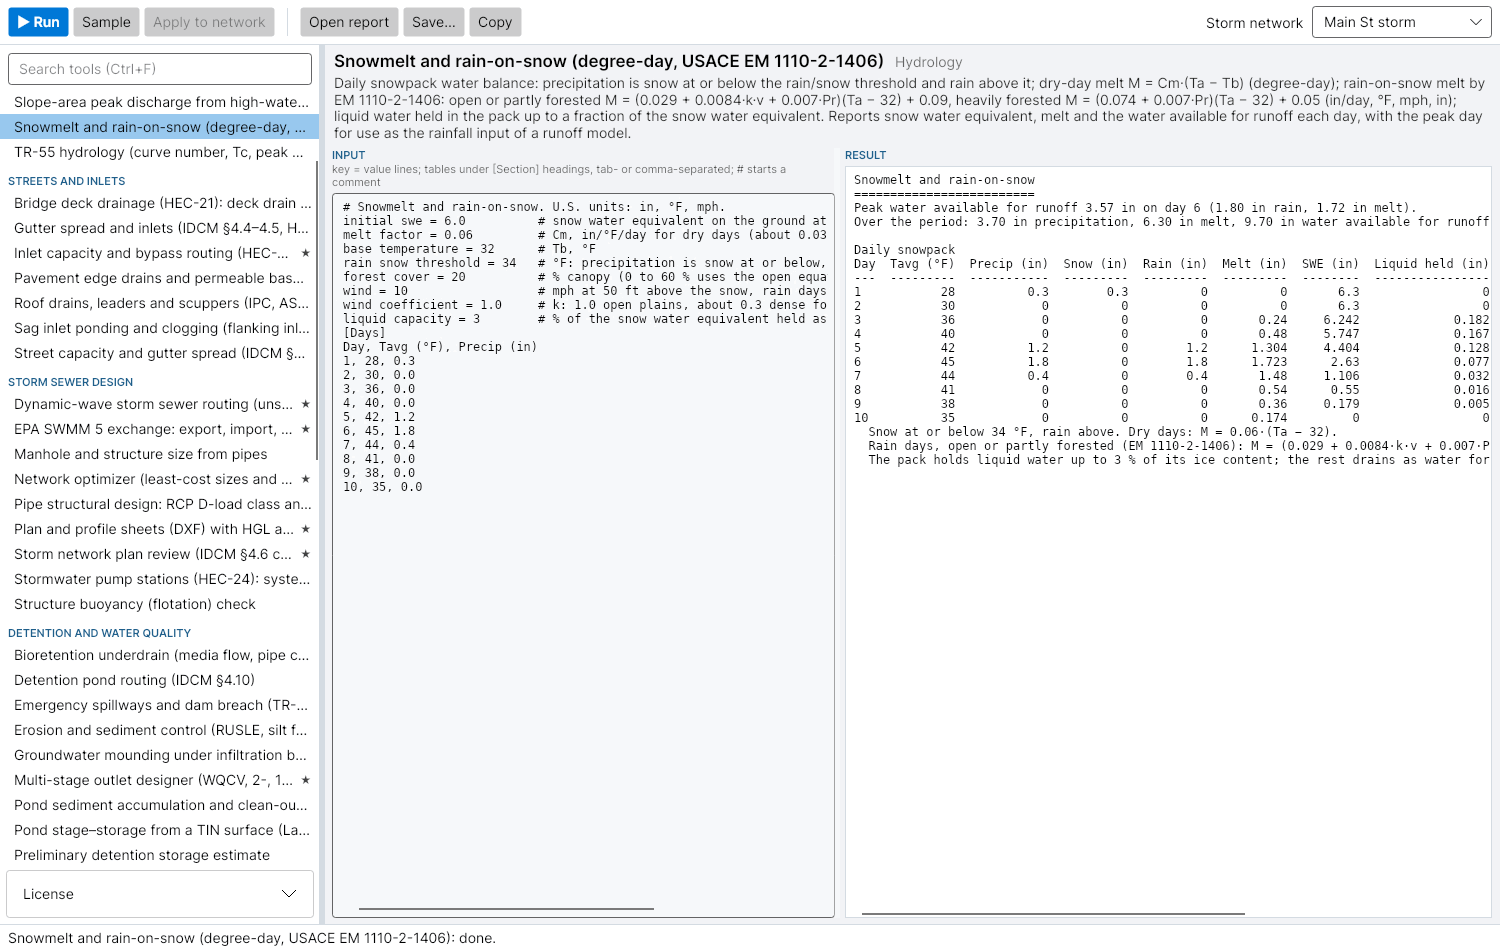 Run
Sample
Apply to network
Open report
Save...
Copy
Storm network
Main St storm
Search tools (Ctrl+F)
Slope-area peak discharge from high-wate...
Snowmelt and rain-on-snow (degree-day, ...
TR-55 hydrology (curve number, Tc, peak ...
STREETS AND INLETS
Bridge deck drainage (HEC-21): deck drain ...
Gutter spread and inlets (IDCM §4.4–4.5, H...
Inlet capacity and bypass routing (HEC-... ★
Pavement edge drains and permeable bas...
Roof drains, leaders and scuppers (IPC, AS...
Sag inlet ponding and clogging (flanking inl...
Street capacity and gutter spread (IDCM §...
STORM SEWER DESIGN
Dynamic-wave storm sewer routing (uns... ★
EPA SWMM 5 exchange: export, import, ... ★
Manhole and structure size from pipes
Network optimizer (least-cost sizes and ... ★
Pipe structural design: RCP D-load class an...
Plan and profile sheets (DXF) with HGL a... ★
Storm network plan review (IDCM §4.6 c... ★
Stormwater pump stations (HEC-24): syste...
Structure buoyancy (flotation) check
DETENTION AND WATER QUALITY
Bioretention underdrain (media flow, pipe c...
Detention pond routing (IDCM §4.10)
Emergency spillways and dam breach (TR-...
Erosion and sediment control (RUSLE, silt f...
Groundwater mounding under infiltration b...
Multi-stage outlet designer (WQCV, 2-, 1... ★
Pond sediment accumulation and clean-ou...
Pond stage–storage from a TIN surface (La...
Preliminary detention storage estimate
License
Snowmelt and rain-on-snow (degree-day, USACE EM 1110-2-1406) Hydrology
Daily snowpack water balance: precipitation is snow at or below the rain/snow threshold and rain above it; dry-day melt M = Cm·(Ta − Tb) (degree-day); rain-on-snow melt by
EM 1110-2-1406: open or partly forested M = (0.029 + 0.0084·k·v + 0.007·Pr)(Ta − 32) + 0.09, heavily forested M = (0.074 + 0.007·Pr)(Ta − 32) + 0.05 (in/day, °F, mph, in);
liquid water held in the pack up to a fraction of the snow water equivalent. Reports snow water equivalent, melt and the water available for runoff each day, with the peak day
for use as the rainfall input of a runoff model.
INPUT
key = value lines; tables under [Section] headings, tab- or comma-separated; # starts a
comment
# Snowmelt and rain-on-snow. U.S. units: in, °F, mph.
initial swe = 6.0 # snow water equivalent on the ground at
melt factor = 0.06 # Cm, in/°F/day for dry days (about 0.03
base temperature = 32 # Tb, °F
rain snow threshold = 34 # °F: precipitation is snow at or below,
forest cover = 20 # % canopy (0 to 60 % uses the open equa
wind = 10 # mph at 50 ft above the snow, rain days
wind coefficient = 1.0 # k: 1.0 open plains, about 0.3 dense fo
liquid capacity = 3 # % of the snow water equivalent held as
[Days]
Day, Tavg (°F), Precip (in)
1, 28, 0.3
2, 30, 0.0
3, 36, 0.0
4, 40, 0.0
5, 42, 1.2
6, 45, 1.8
7, 44, 0.4
8, 41, 0.0
9, 38, 0.0
10, 35, 0.0
RESULT
Snowmelt and rain-on-snow
=========================
Peak water available for runoff 3.57 in on day 6 (1.80 in rain, 1.72 in melt).
Over the period: 3.70 in precipitation, 6.30 in melt, 9.70 in water available for runoff
Daily snowpack
Day Tavg (°F) Precip (in) Snow (in) Rain (in) Melt (in) SWE (in) Liquid held (in)
--- --------- ----------- --------- --------- --------- -------- ----------------
1 28 0.3 0.3 0 0 6.3 0
2 30 0 0 0 0 6.3 0
3 36 0 0 0 0.24 6.242 0.182
4 40 0 0 0 0.48 5.747 0.167
5 42 1.2 0 1.2 1.304 4.404 0.128
6 45 1.8 0 1.8 1.723 2.63 0.077
7 44 0.4 0 0.4 1.48 1.106 0.032
8 41 0 0 0 0.54 0.55 0.016
9 38 0 0 0 0.36 0.179 0.005
10 35 0 0 0 0.174 0 0
Snow at or below 34 °F, rain above. Dry days: M = 0.06·(Ta − 32).
Rain days, open or partly forested (EM 1110-2-1406): M = (0.029 + 0.0084·k·v + 0.007·P
The pack holds liquid water up to 3 % of its ice content; the rest drains as water for
Snowmelt and rain-on-snow (degree-day, USACE EM 1110-2-1406): done.